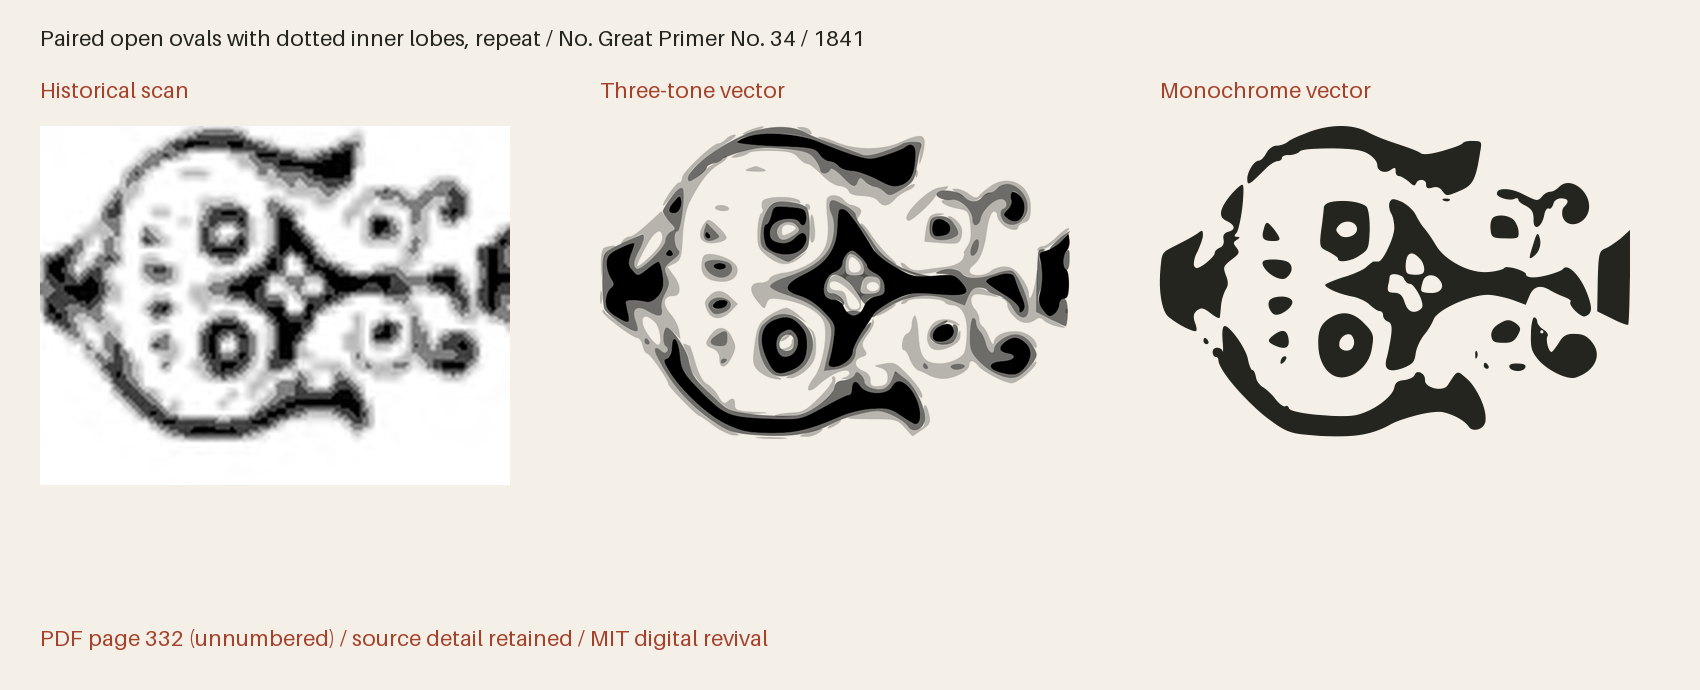 Paired open ovals with dotted inner lobes, repeat / No. Great Primer No. 34 / 1841
Historical scan
Three-tone vector
Monochrome vector
PDF page 332 (unnumbered) / source detail retained / MIT digital revival